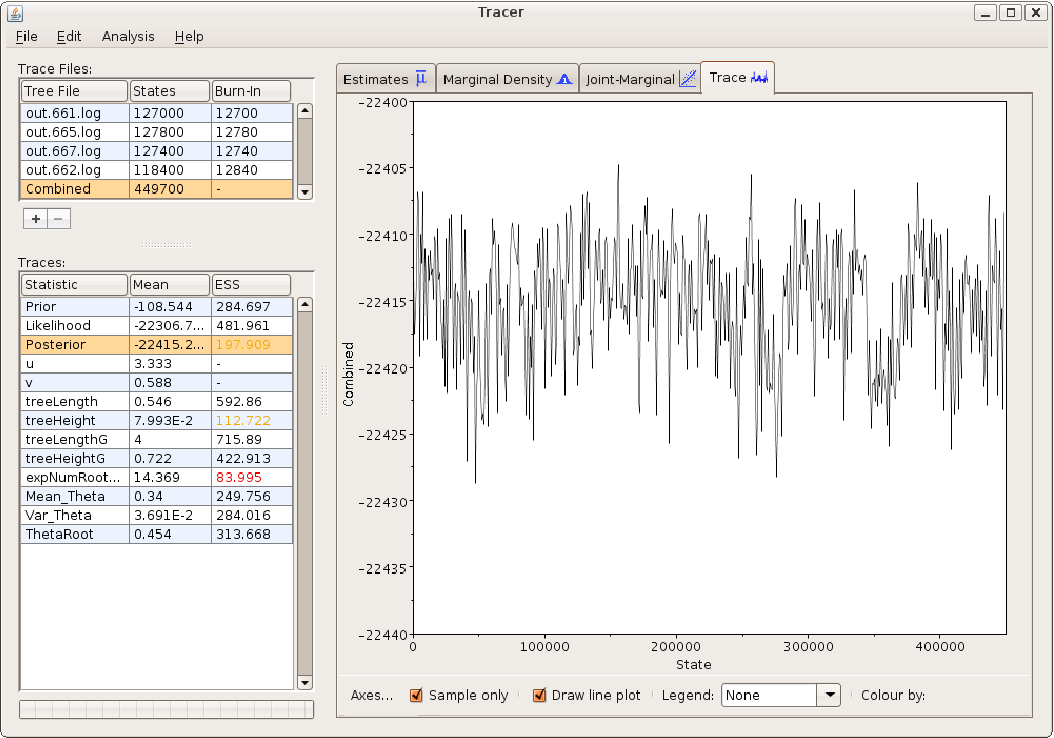 Tracer
File Edit Analysis Help
Trace Files:
Tree File States Burn-In
out.661.log 127000 12700
out.665.log 127800 12780
out.667.log 127400 12740
out.662.log 118400 12840
Combined 449700 -
+ −
Traces:
Statistic Mean ESS
Prior -108.544 284.697
Likelihood -22306.7... 481.961
Posterior -22415.2... 197.909
u 3.333 -
v 0.588 -
treeLength 0.546 592.86
treeHeight 7.993E-2 112.722
treeLengthG 4 715.89
treeHeightG 0.722 422.913
expNumRoot... 14.369 83.995
Mean_Theta 0.34 249.756
Var_Theta 3.691E-2 284.016
ThetaRoot 0.454 313.668
Estimates μ Marginal Density Joint-Marginal Trace
-22400
-22405
-22410
-22415
-22420
-22425
-22430
-22435
-22440
Combined
0 100000 200000 300000 400000
State
Axes... Sample only Draw line plot Legend: None Colour by: